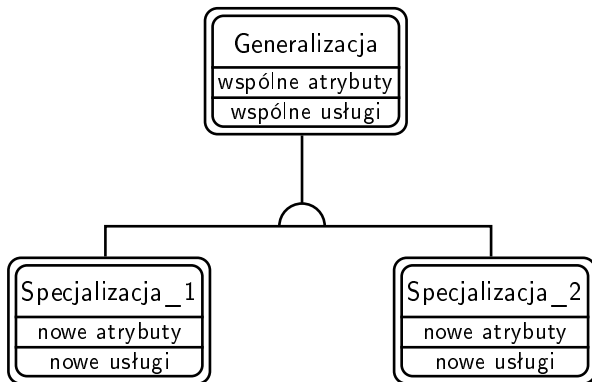 Generalizacja
wspólne atrybuty
wspólne usługi
Specjalizacja_1
nowe atrybuty
nowe usługi
Specjalizacja_2
nowe atrybuty
nowe usługi